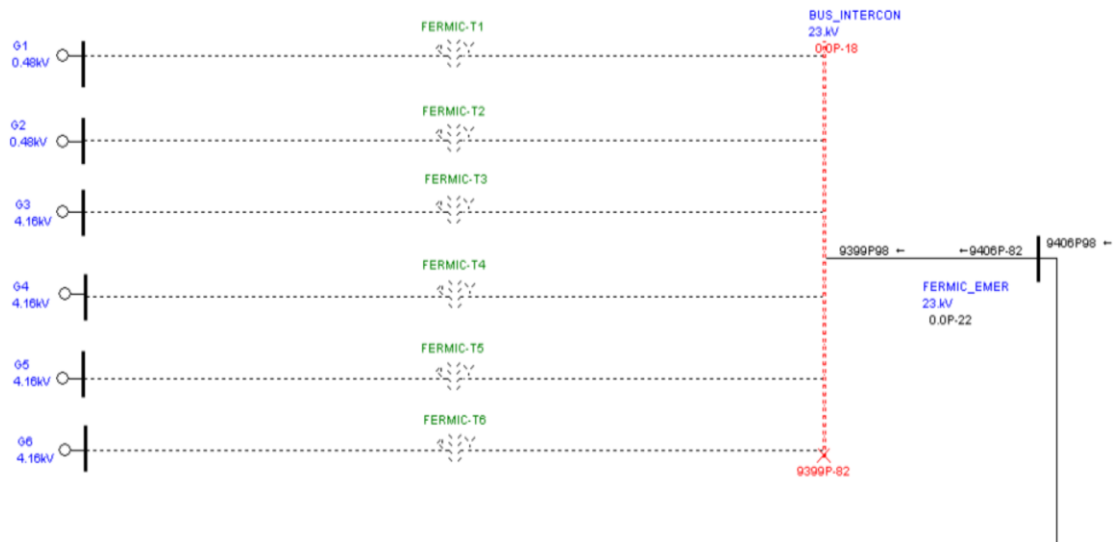 BUS_INTERCON
23.kV
0.0P-18
FERMIC-T1
G1
0.48kV
FERMIC-T2
G2
0.48kV
FERMIC-T3
G3
4.16kV
9399P98 ←
←9406P-82
9406P98 ←
FERMIC-T4
G4
4.16kV
FERMIC_EMER
23.kV
0.0P-22
FERMIC-T5
G5
4.16kV
FERMIC-T6
G6
4.16kV
9399P-82